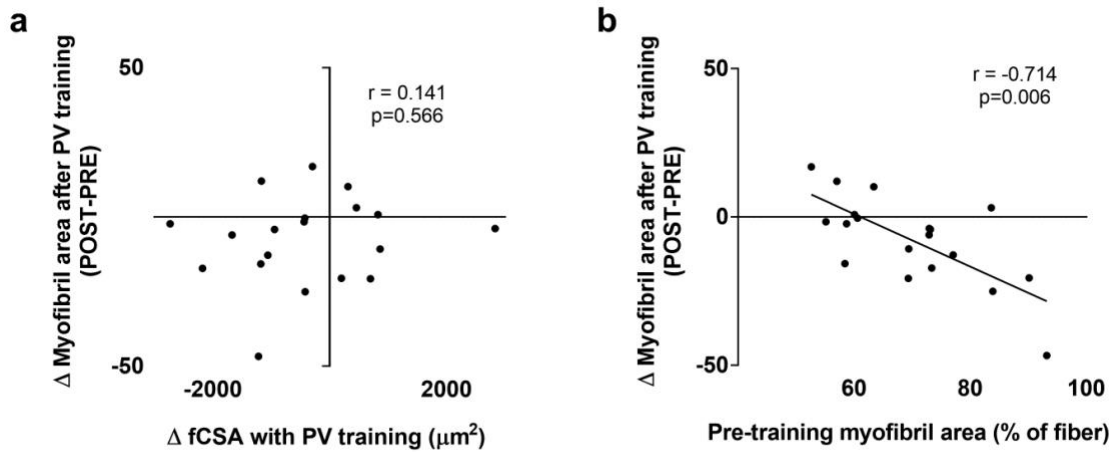 a
Δ Myofibril area after PV training
(POST-PRE)
50
-50
r = 0.141
p=0.566
-2000
2000
Δ fCSA with PV training (μm²)
b
Δ Myofibril area after PV training
(POST-PRE)
50
0
-50
r = -0.714
p=0.006
60
80
100
Pre-training myofibril area (% of fiber)